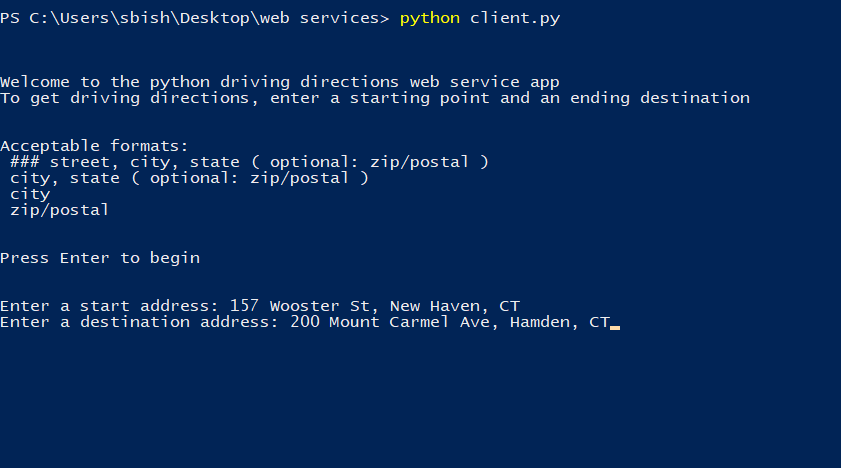 PS C:\Users\sbish\Desktop\web services> python client.py
Welcome to the python driving directions web service app
To get driving directions, enter a starting point and an ending destination
Acceptable formats:
### street, city, state ( optional: zip/postal )
city, state ( optional: zip/postal )
city
zip/postal
Press Enter to begin
Enter a start address: 157 Wooster St, New Haven, CT
Enter a destination address: 200 Mount Carmel Ave, Hamden, CT